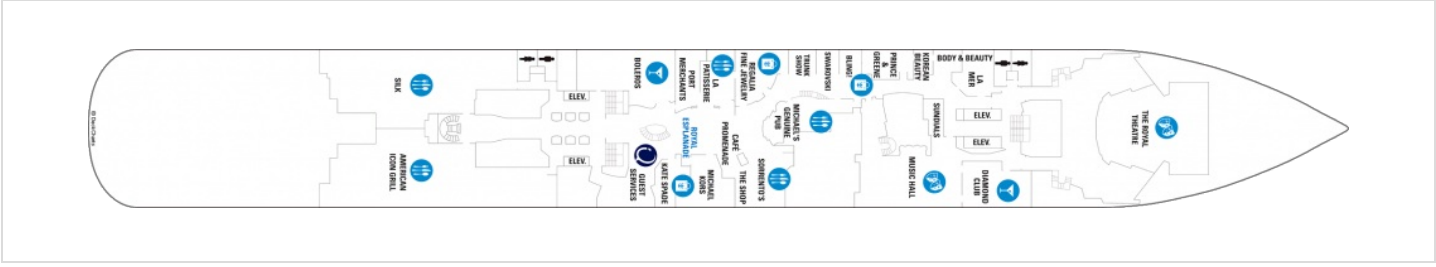 SILK
AMERICAN
ICON GRILL
ELEV.
ELEV.
BOLEROS
GUEST
SERVICES
KATE SPADE
PORT
MERCHANTS
ROYAL
ESPLANADE
LA
PATISSERIE
MICHAEL
KORS
REGALIA
FINE JEWELRY
CAFÉ
PROMENADE
THE SHOP
SORRENTO'S
MICHAEL'S
GENUINE
PUB
TRUNK
SHOW
SWAROVSKI
BLING!
PRINCE
&
GREENE
KOREAN
BEAUTY
BODY & BEAUTY
LA
MER
SUNDIALS
MUSIC HALL
ELEV.
ELEV.
DIAMOND
CLUB
THE ROYAL
THEATRE